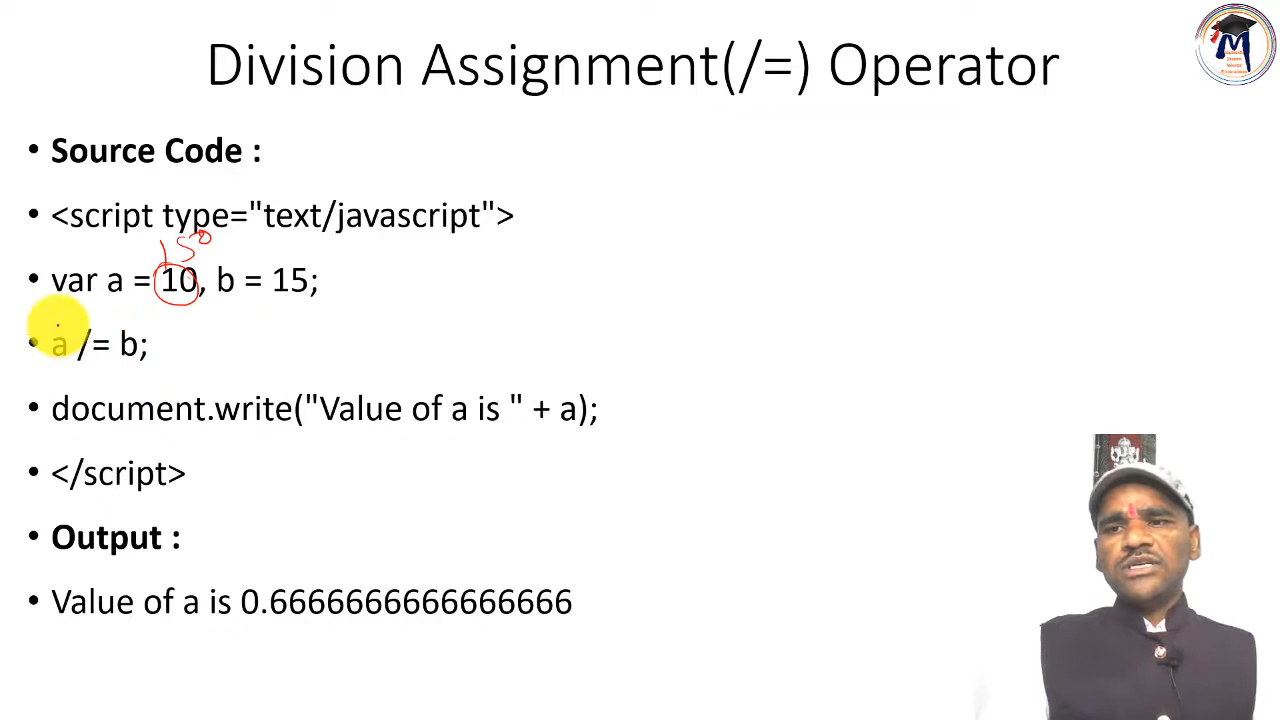 Division Assignment(/=) Operator
M
• Source Code :
• <script type="text/javascript">
150
• var a = 10, b = 15;
• a /= b;
• document.write("Value of a is " + a);
• </script>
• Output :
• Value of a is 0.6666666666666666